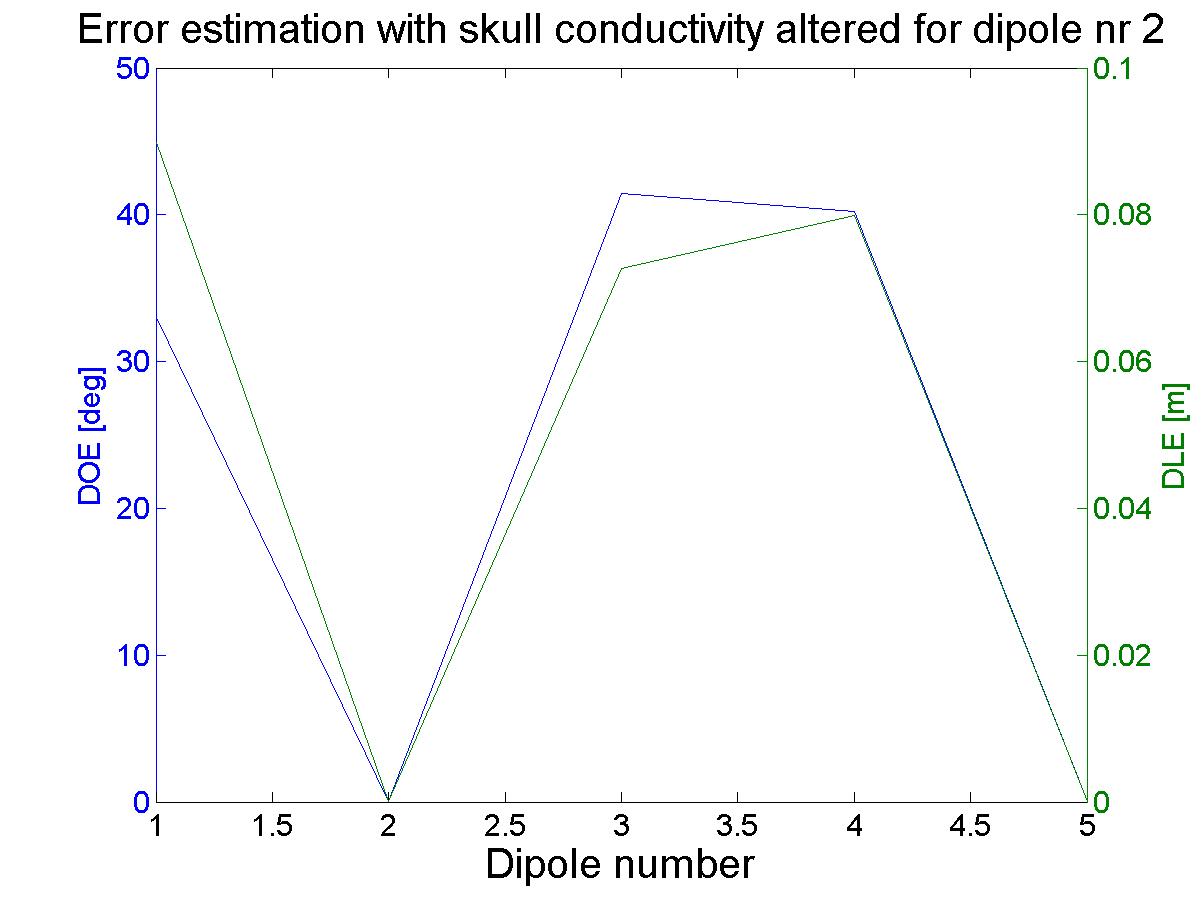 Error estimation with skull conductivity altered for dipole nr 2
50
40
30
20
10
0
DOE [deg]
0.1
0.08
0.06
0.04
0.02
0
DLE [m]
1 1.5 2 2.5 3 3.5 4 4.5 5
Dipole number